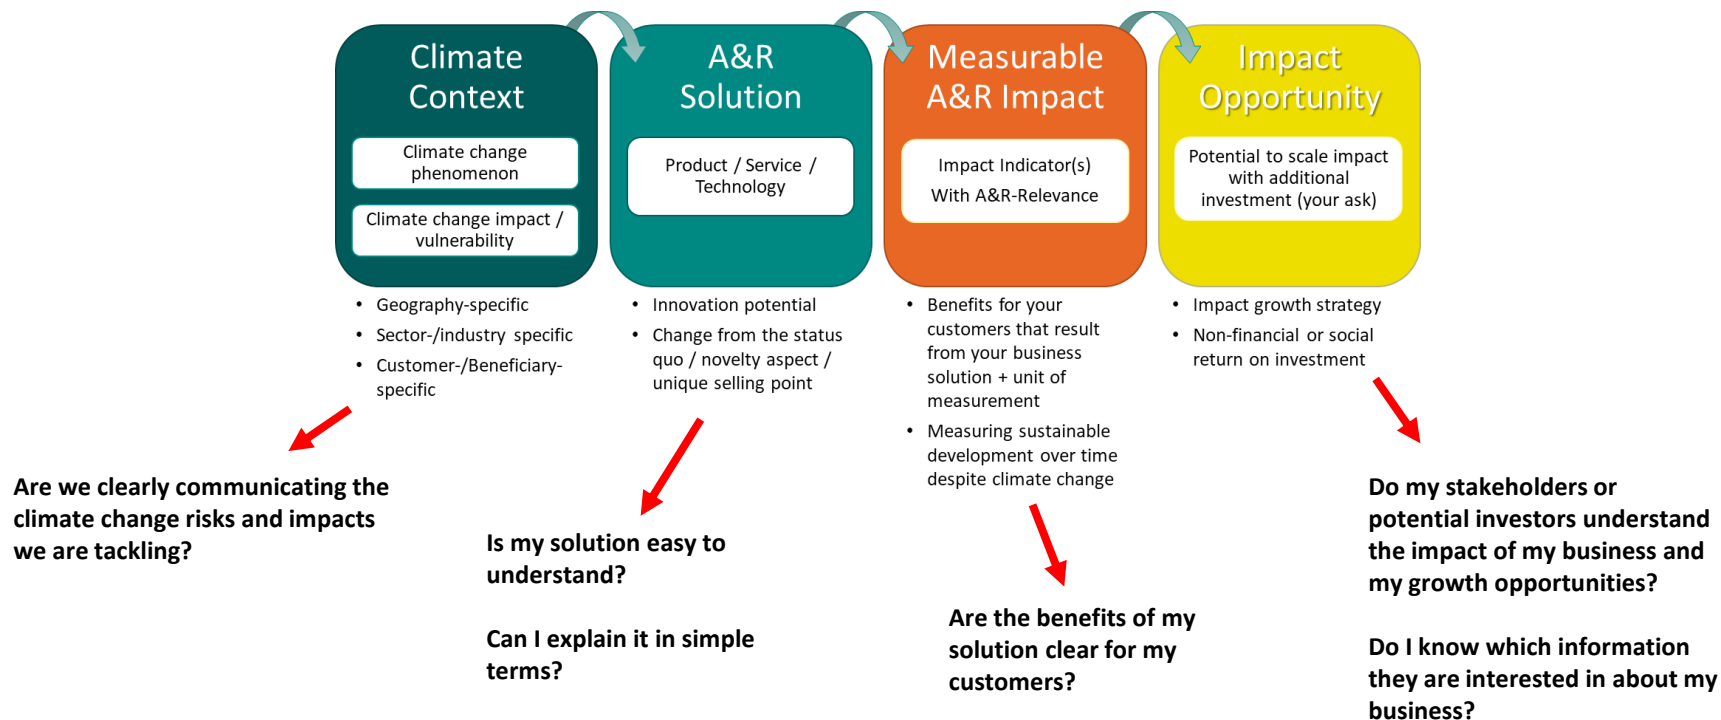 Climate
Context
Climate change
phenomenon
Climate change impact /
vulnerability
• Geography-specific
• Sector-/industry specific
• Customer-/Beneficiary-
specific
Are we clearly communicating the
climate change risks and impacts
we are tackling?
A&R
Solution
Product / Service /
Technology
• Innovation potential
• Change from the status
quo / novelty aspect /
unique selling point
Is my solution easy to
understand?
Can I explain it in simple
terms?
Measurable
A&R Impact
Impact Indicator(s)
With A&R-Relevance
• Benefits for your
customers that result
from your business
solution + unit of
measurement
• Measuring sustainable
development over time
despite climate change
Are the benefits of my
solution clear for my
customers?
Impact
Opportunity
Potential to scale impact
with additional
investment (your ask)
• Impact growth strategy
• Non-financial or social
return on investment
Do my stakeholders or
potential investors understand
the impact of my business and
my growth opportunities?
Do I know which information
they are interested in about my
business?